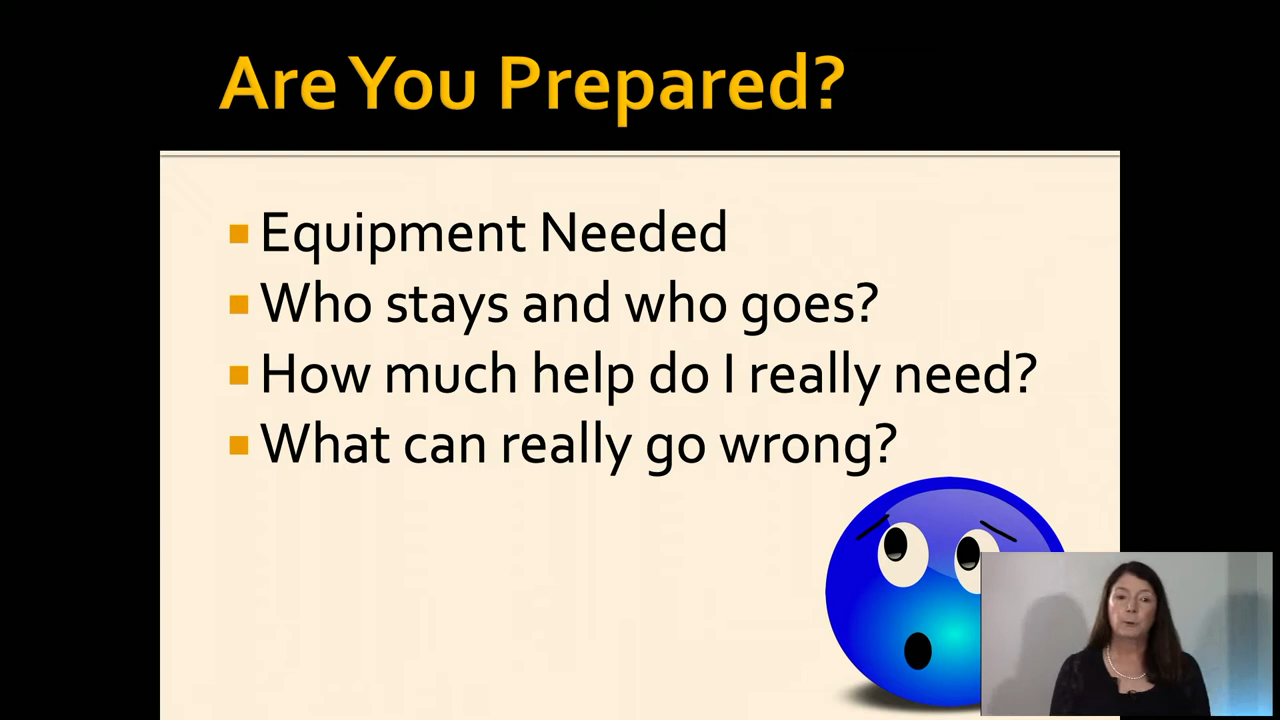 Are You Prepared?
Equipment Needed
Who stays and who goes?
How much help do I really need?
What can really go wrong?